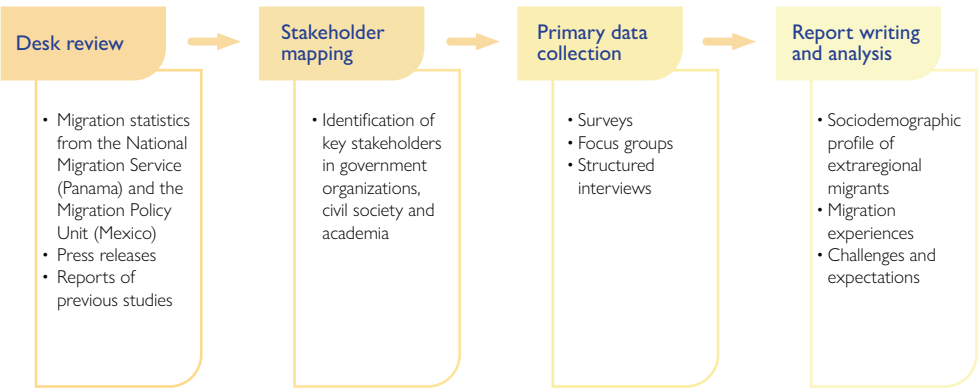 Desk review
• Migration statistics
from the National
Migration Service
(Panama) and the
Migration Policy
Unit (Mexico)
• Press releases
• Reports of
previous studies
Stakeholder
mapping
• Identification of
key stakeholders
in government
organizations,
civil society and
academia
Primary data
collection
• Surveys
• Focus groups
• Structured
interviews
Report writing
and analysis
• Sociodemographic
profile of
extraregional
migrants
• Migration
experiences
• Challenges and
expectations